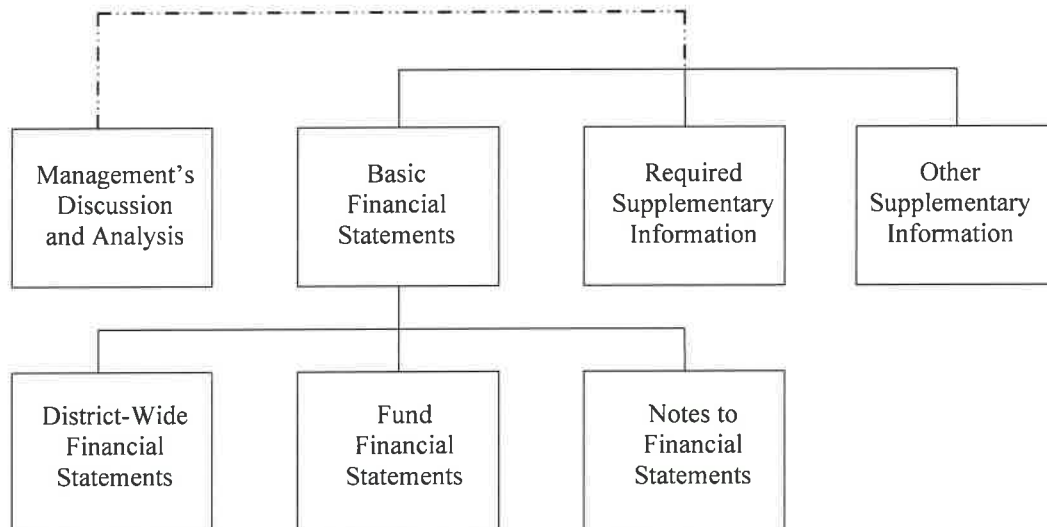 Management’s
Discussion
and Analysis
Basic
Financial
Statements
Required
Supplementary
Information
Other
Supplementary
Information
District-Wide
Financial
Statements
Fund
Financial
Statements
Notes to
Financial
Statements